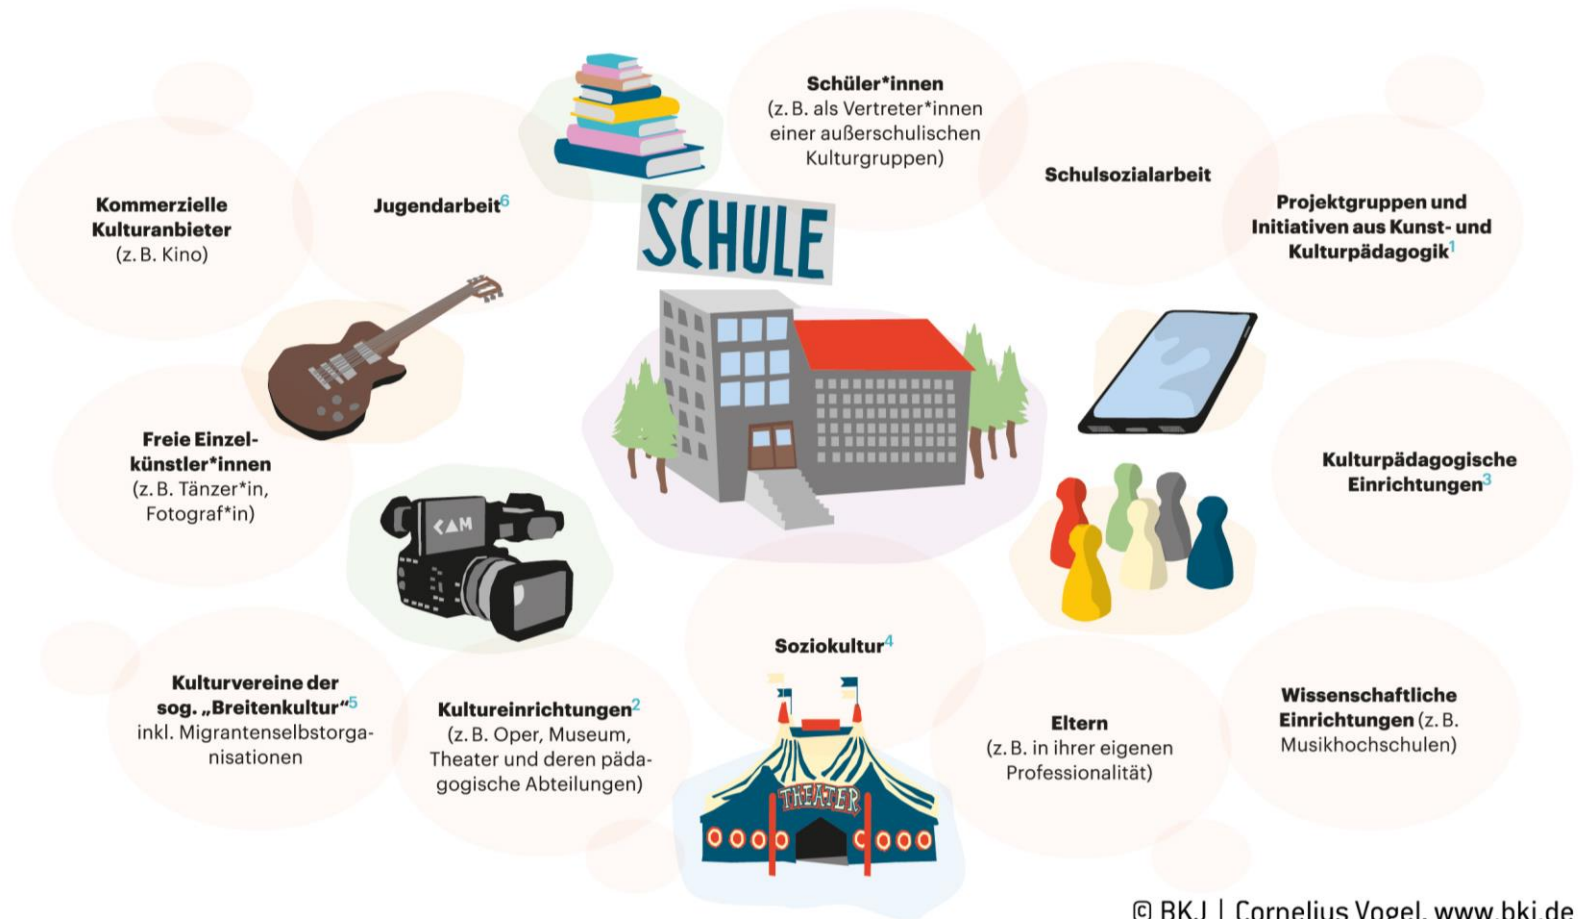 Schüler*innen
(z. B. als Vertreter*innen
einer außerschulischen
Kulturgruppen)
Schulsozialarbeit
Kommerzielle
Kulturanbieter
(z. B. Kino)
Jugendarbeit⁶
SCHULE
Projektgruppen und
Initiativen aus Kunst- und
Kulturpädagogik¹
Freie Einzel-
künstler*innen
(z. B. Tänzer*in,
Fotograf*in)
CAM
Kulturpädagogische
Einrichtungen³
Soziokultur⁴
Kulturvereine der
sog. „Breitenkultur“⁵
inkl. Migrantenselbstorga-
nisationen
Kultureinrichtungen²
(z. B. Oper, Museum,
Theater und deren päda-
gogische Abteilungen)
THEATER
Eltern
(z. B. in ihrer eigenen
Professionalität)
Wissenschaftliche
Einrichtungen (z. B.
Musikhochschulen)
© BKJ | Cornelius Vogel, www.bkj.de